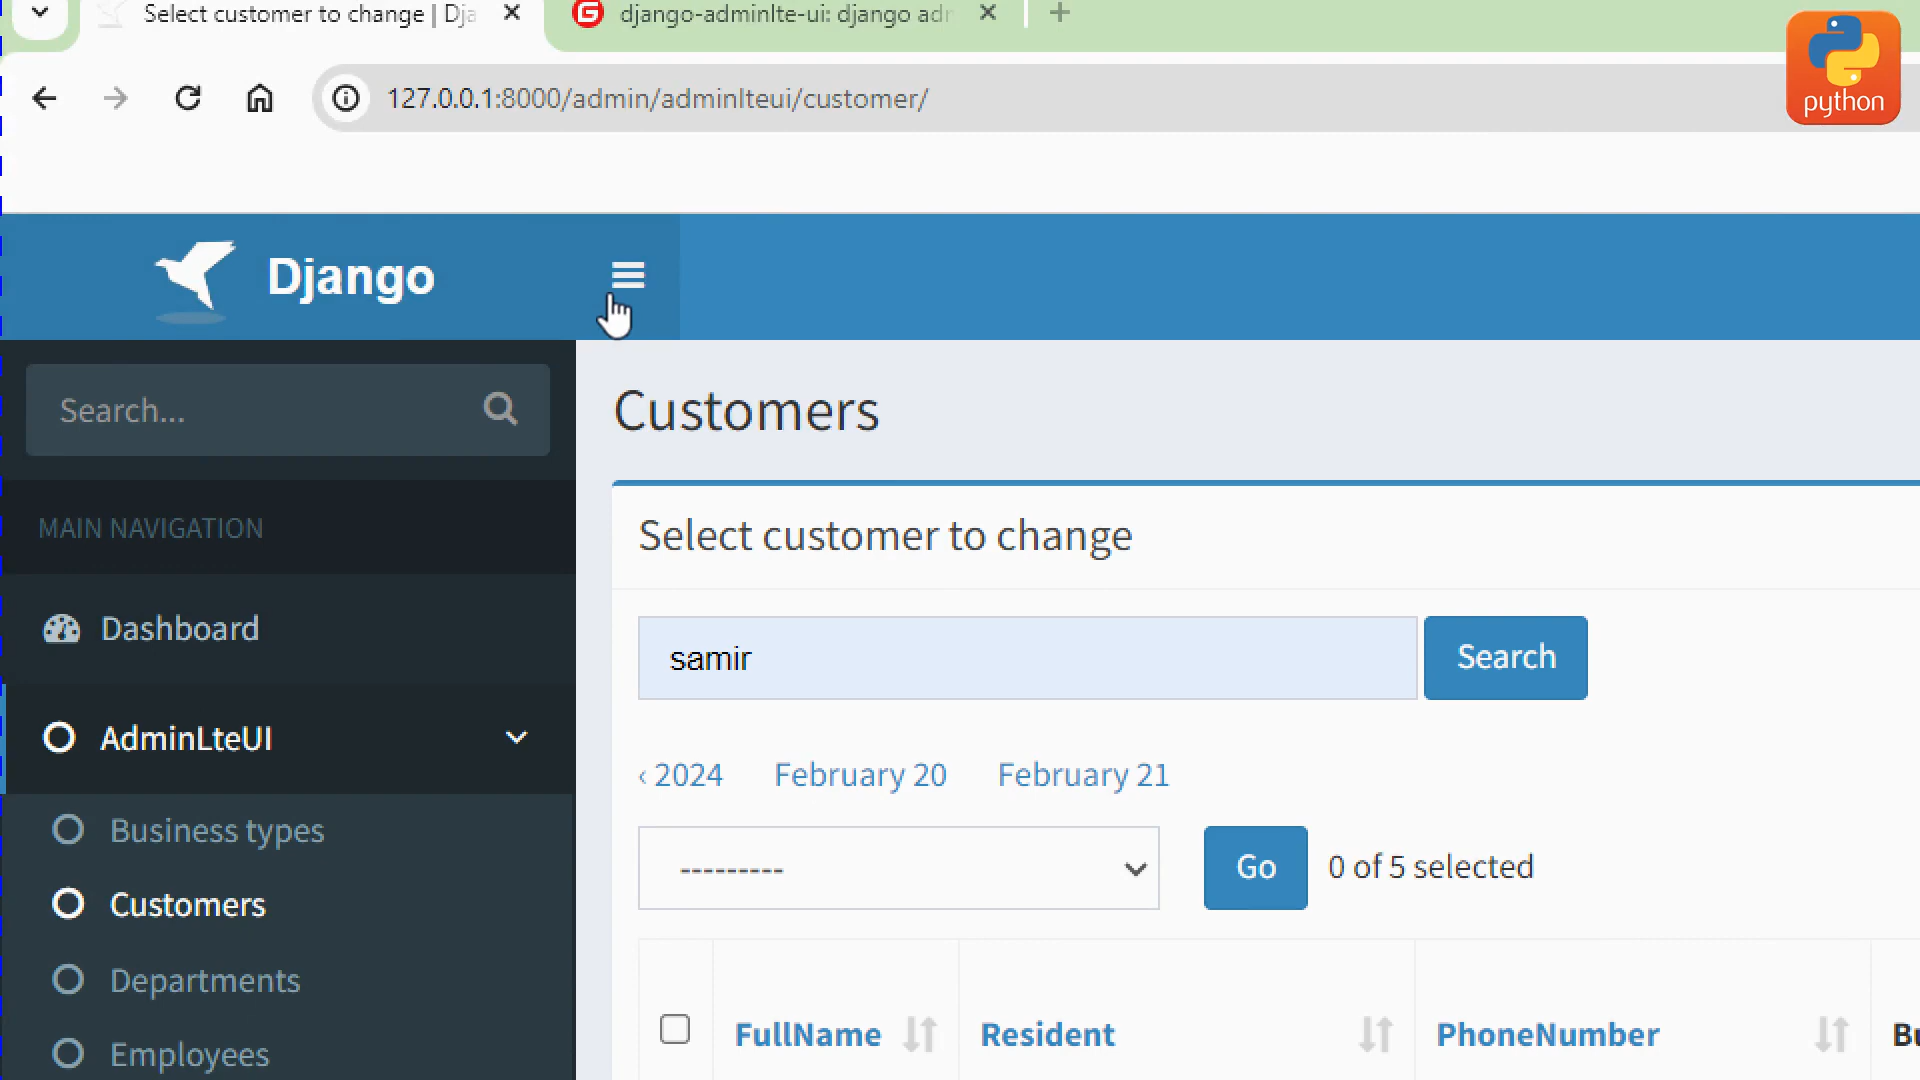 Select customer to change | Dja
django-adminlte-ui: django adm
python
127.0.0.1:8000/admin/adminlteui/customer/
Django
Search...
MAIN NAVIGATION
Dashboard
AdminLteUI
Business types
Customers
Departments
Employees
Customers
Select customer to change
samir
Search
‹ 2024 February 20 February 21
---------
Go
0 of 5 selected
FullName Resident PhoneNumber Bu